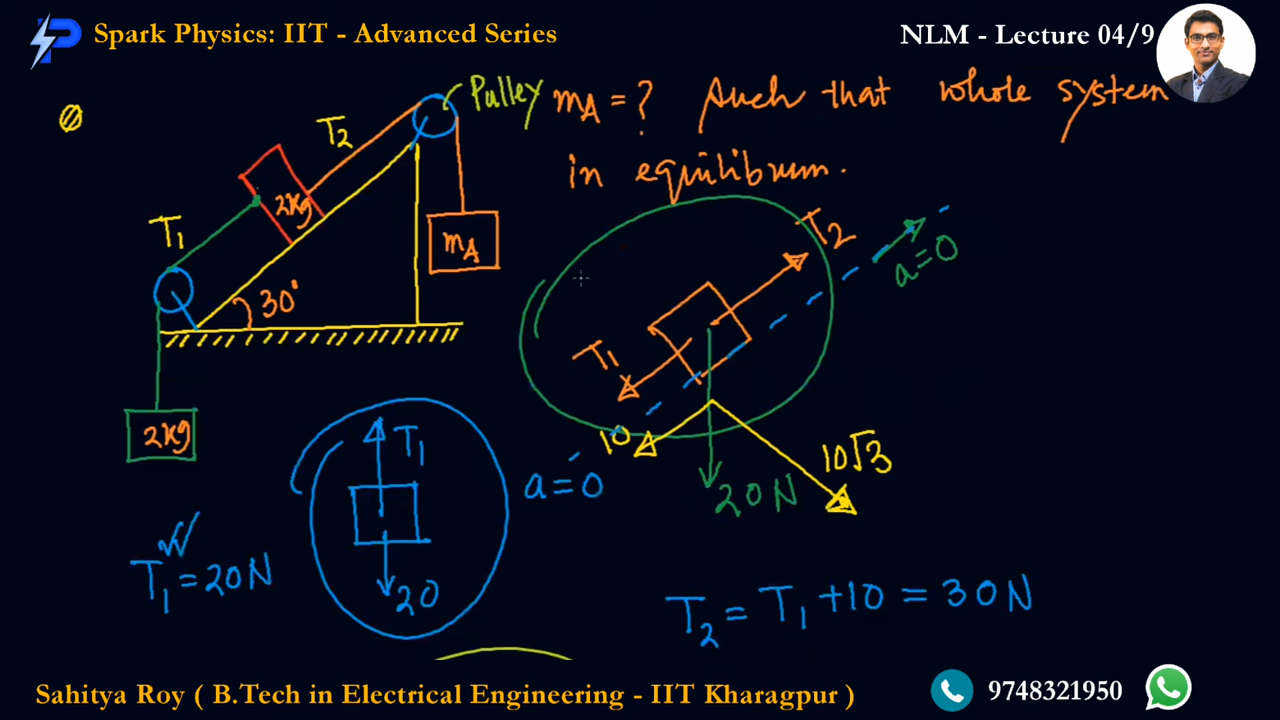 Spark Physics: IIT - Advanced Series
NLM - Lecture 04/9
Pulley
mA = ? Such that whole system
in equilibrium.
T2
2Kg
T1
mA
30°
2Kg
T2
a=0
T1
10
10√3
20N
T1
a=0
20
T1=20N
T2 = T1 +10 = 30N
Sahitya Roy ( B.Tech in Electrical Engineering - IIT Kharagpur )
9748321950